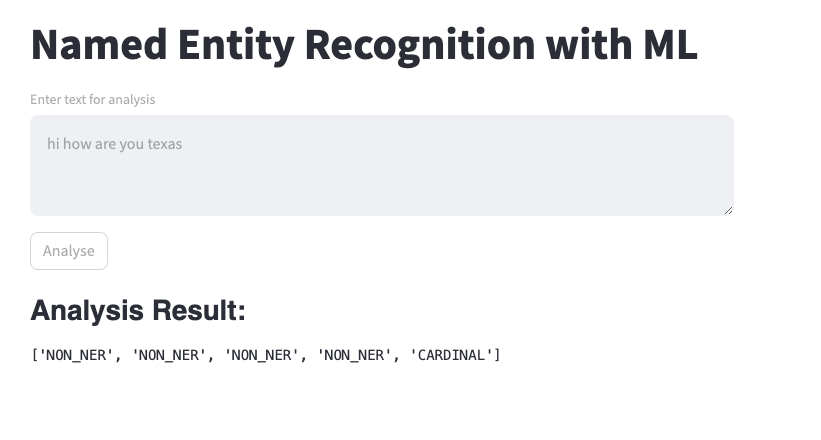 Named Entity Recognition with ML
Enter text for analysis
hi how are you texas
Analyse
Analysis Result:
['NON_NER', 'NON_NER', 'NON_NER', 'NON_NER', 'CARDINAL']